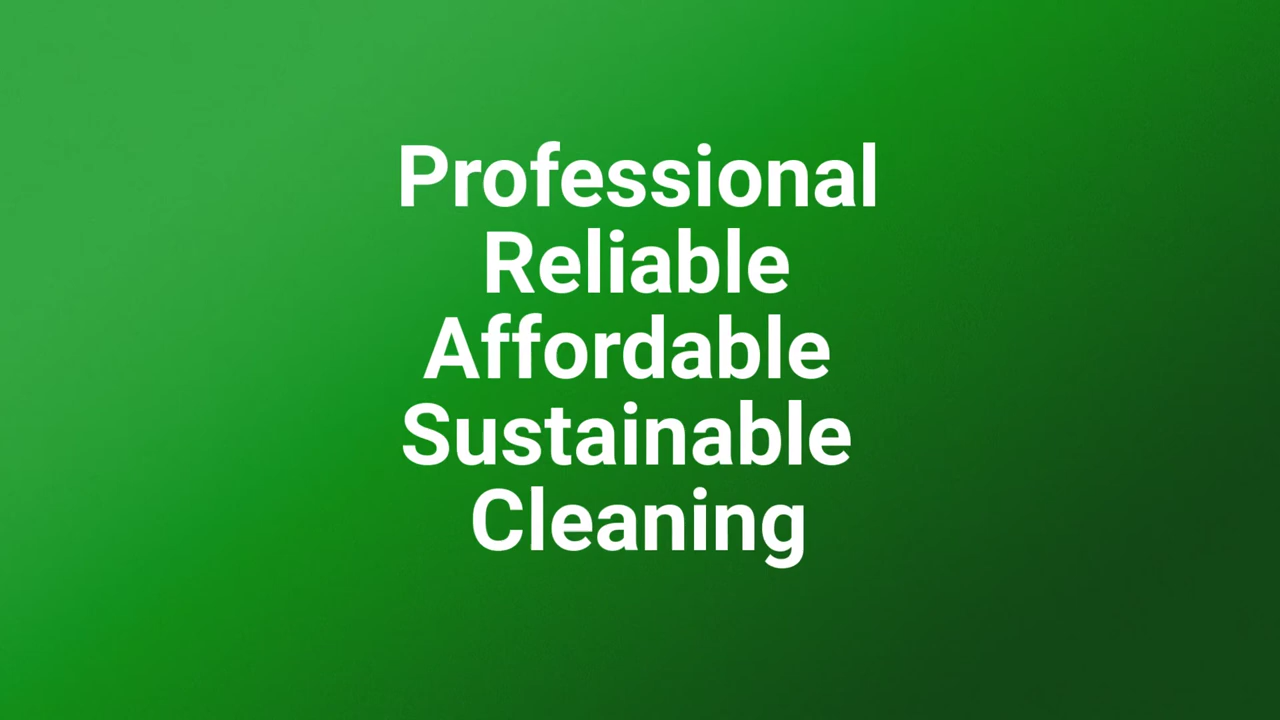 Professional
Reliable
Affordable
Sustainable
Cleaning